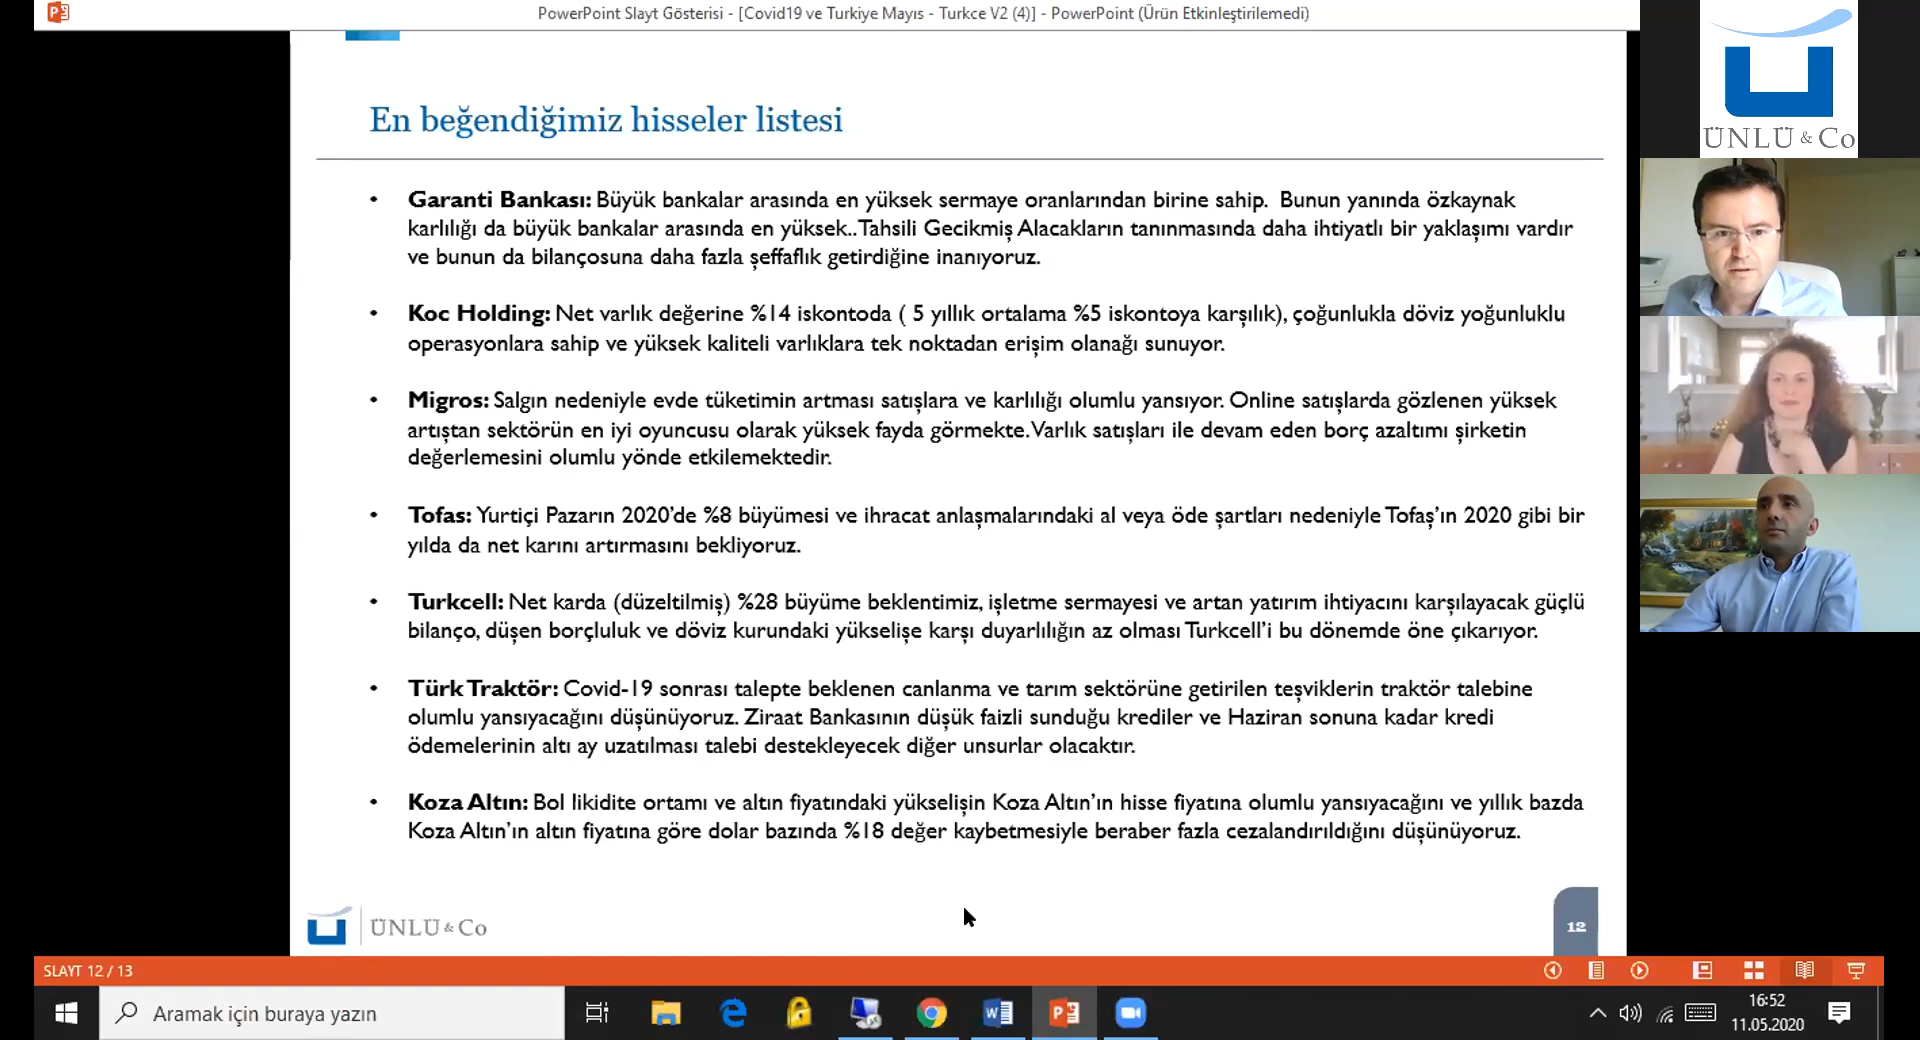 PowerPoint Slayt Gösterisi - [Covid19 ve Turkiye Mayıs - Turkce V2 (4)] - PowerPoint (Ürün Etkinleştirilemedi)
ÜNLÜ & Co
En beğendiğimiz hisseler listesi
• Garanti Bankası: Büyük bankalar arasında en yüksek sermaye oranlarından birine sahip. Bunun yanında özkaynak
karlılığı da büyük bankalar arasında en yüksek.. Tahsili Gecikmiş Alacakların tanınmasında daha ihtiyatlı bir yaklaşımı vardır
ve bunun da bilançosuna daha fazla şeffaflık getirdiğine inanıyoruz.
• Koc Holding: Net varlık değerine %14 iskontoda ( 5 yıllık ortalama %5 iskontoya karşılık), çoğunlukla döviz yoğunluklu
operasyonlara sahip ve yüksek kaliteli varlıklara tek noktadan erişim olanağı sunuyor.
• Migros: Salgın nedeniyle evde tüketimin artması satışlara ve karlılığı olumlu yansıyor. Online satışlarda gözlenen yüksek
artıştan sektörün en iyi oyuncusu olarak yüksek fayda görmekte. Varlık satışları ile devam eden borç azaltımı şirketin
değerlemesini olumlu yönde etkilemektedir.
• Tofas: Yurtiçi Pazarın 2020’de %8 büyümesi ve ihracat anlaşmalarındaki al veya öde şartları nedeniyle Tofaş’ın 2020 gibi bir
yılda da net karını artırmasını bekliyoruz.
• Turkcell: Net karda (düzeltilmiş) %28 büyüme beklentimiz, işletme sermayesi ve artan yatırım ihtiyacını karşılayacak güçlü
bilanço, düşen borçluluk ve döviz kurundaki yükselişe karşı duyarlılığın az olması Turkcell’i bu dönemde öne çıkarıyor.
• Türk Traktör: Covid-19 sonrası talepte beklenen canlanma ve tarım sektörüne getirilen teşviklerin traktör talebine
olumlu yansıyacağını düşünüyoruz. Ziraat Bankasının düşük faizli sunduğu krediler ve Haziran sonuna kadar kredi
ödemelerinin altı ay uzatılması talebi destekleyecek diğer unsurlar olacaktır.
• Koza Altın: Bol likidite ortamı ve altın fiyatındaki yükselişin Koza Altın’ın hisse fiyatına olumlu yansıyacağını ve yıllık bazda
Koza Altın’ın altın fiyatına göre dolar bazında %18 değer kaybetmesiyle beraber fazla cezalandırıldığını düşünüyoruz.
ÜNLÜ & Co
12
SLAYT 12 / 13
Aramak için buraya yazın
16:52
11.05.2020